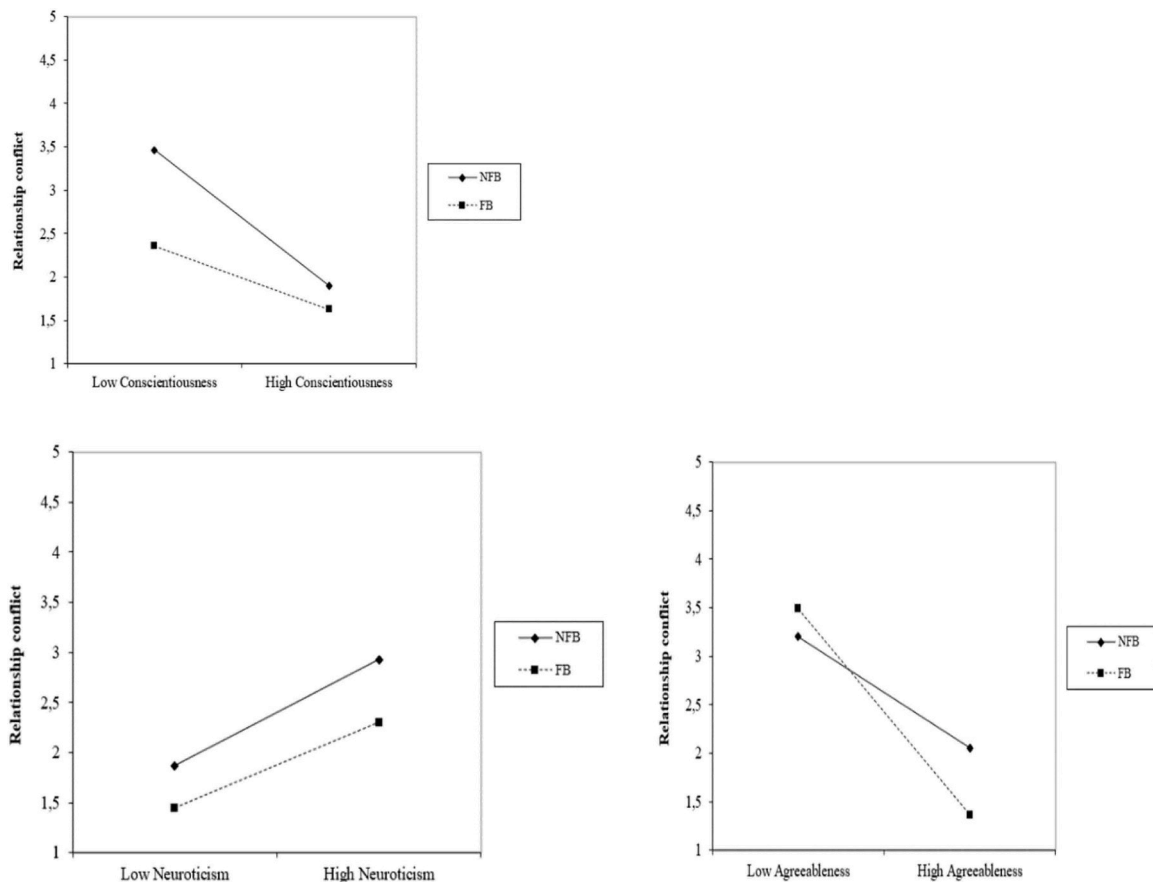 5
4,5
4
3,5
3
2,5
2
1,5
1
Relationship conflict
Low Conscientiousness High Conscientiousness
NFB
FB
5
4,5
4
3,5
3
2,5
2
1,5
1
Relationship conflict
Low Neuroticism High Neuroticism
NFB
FB
5
4,5
4
3,5
3
2,5
2
1,5
1
Relationship conflict
Low Agreeableness High Agreeableness
NFB
FB